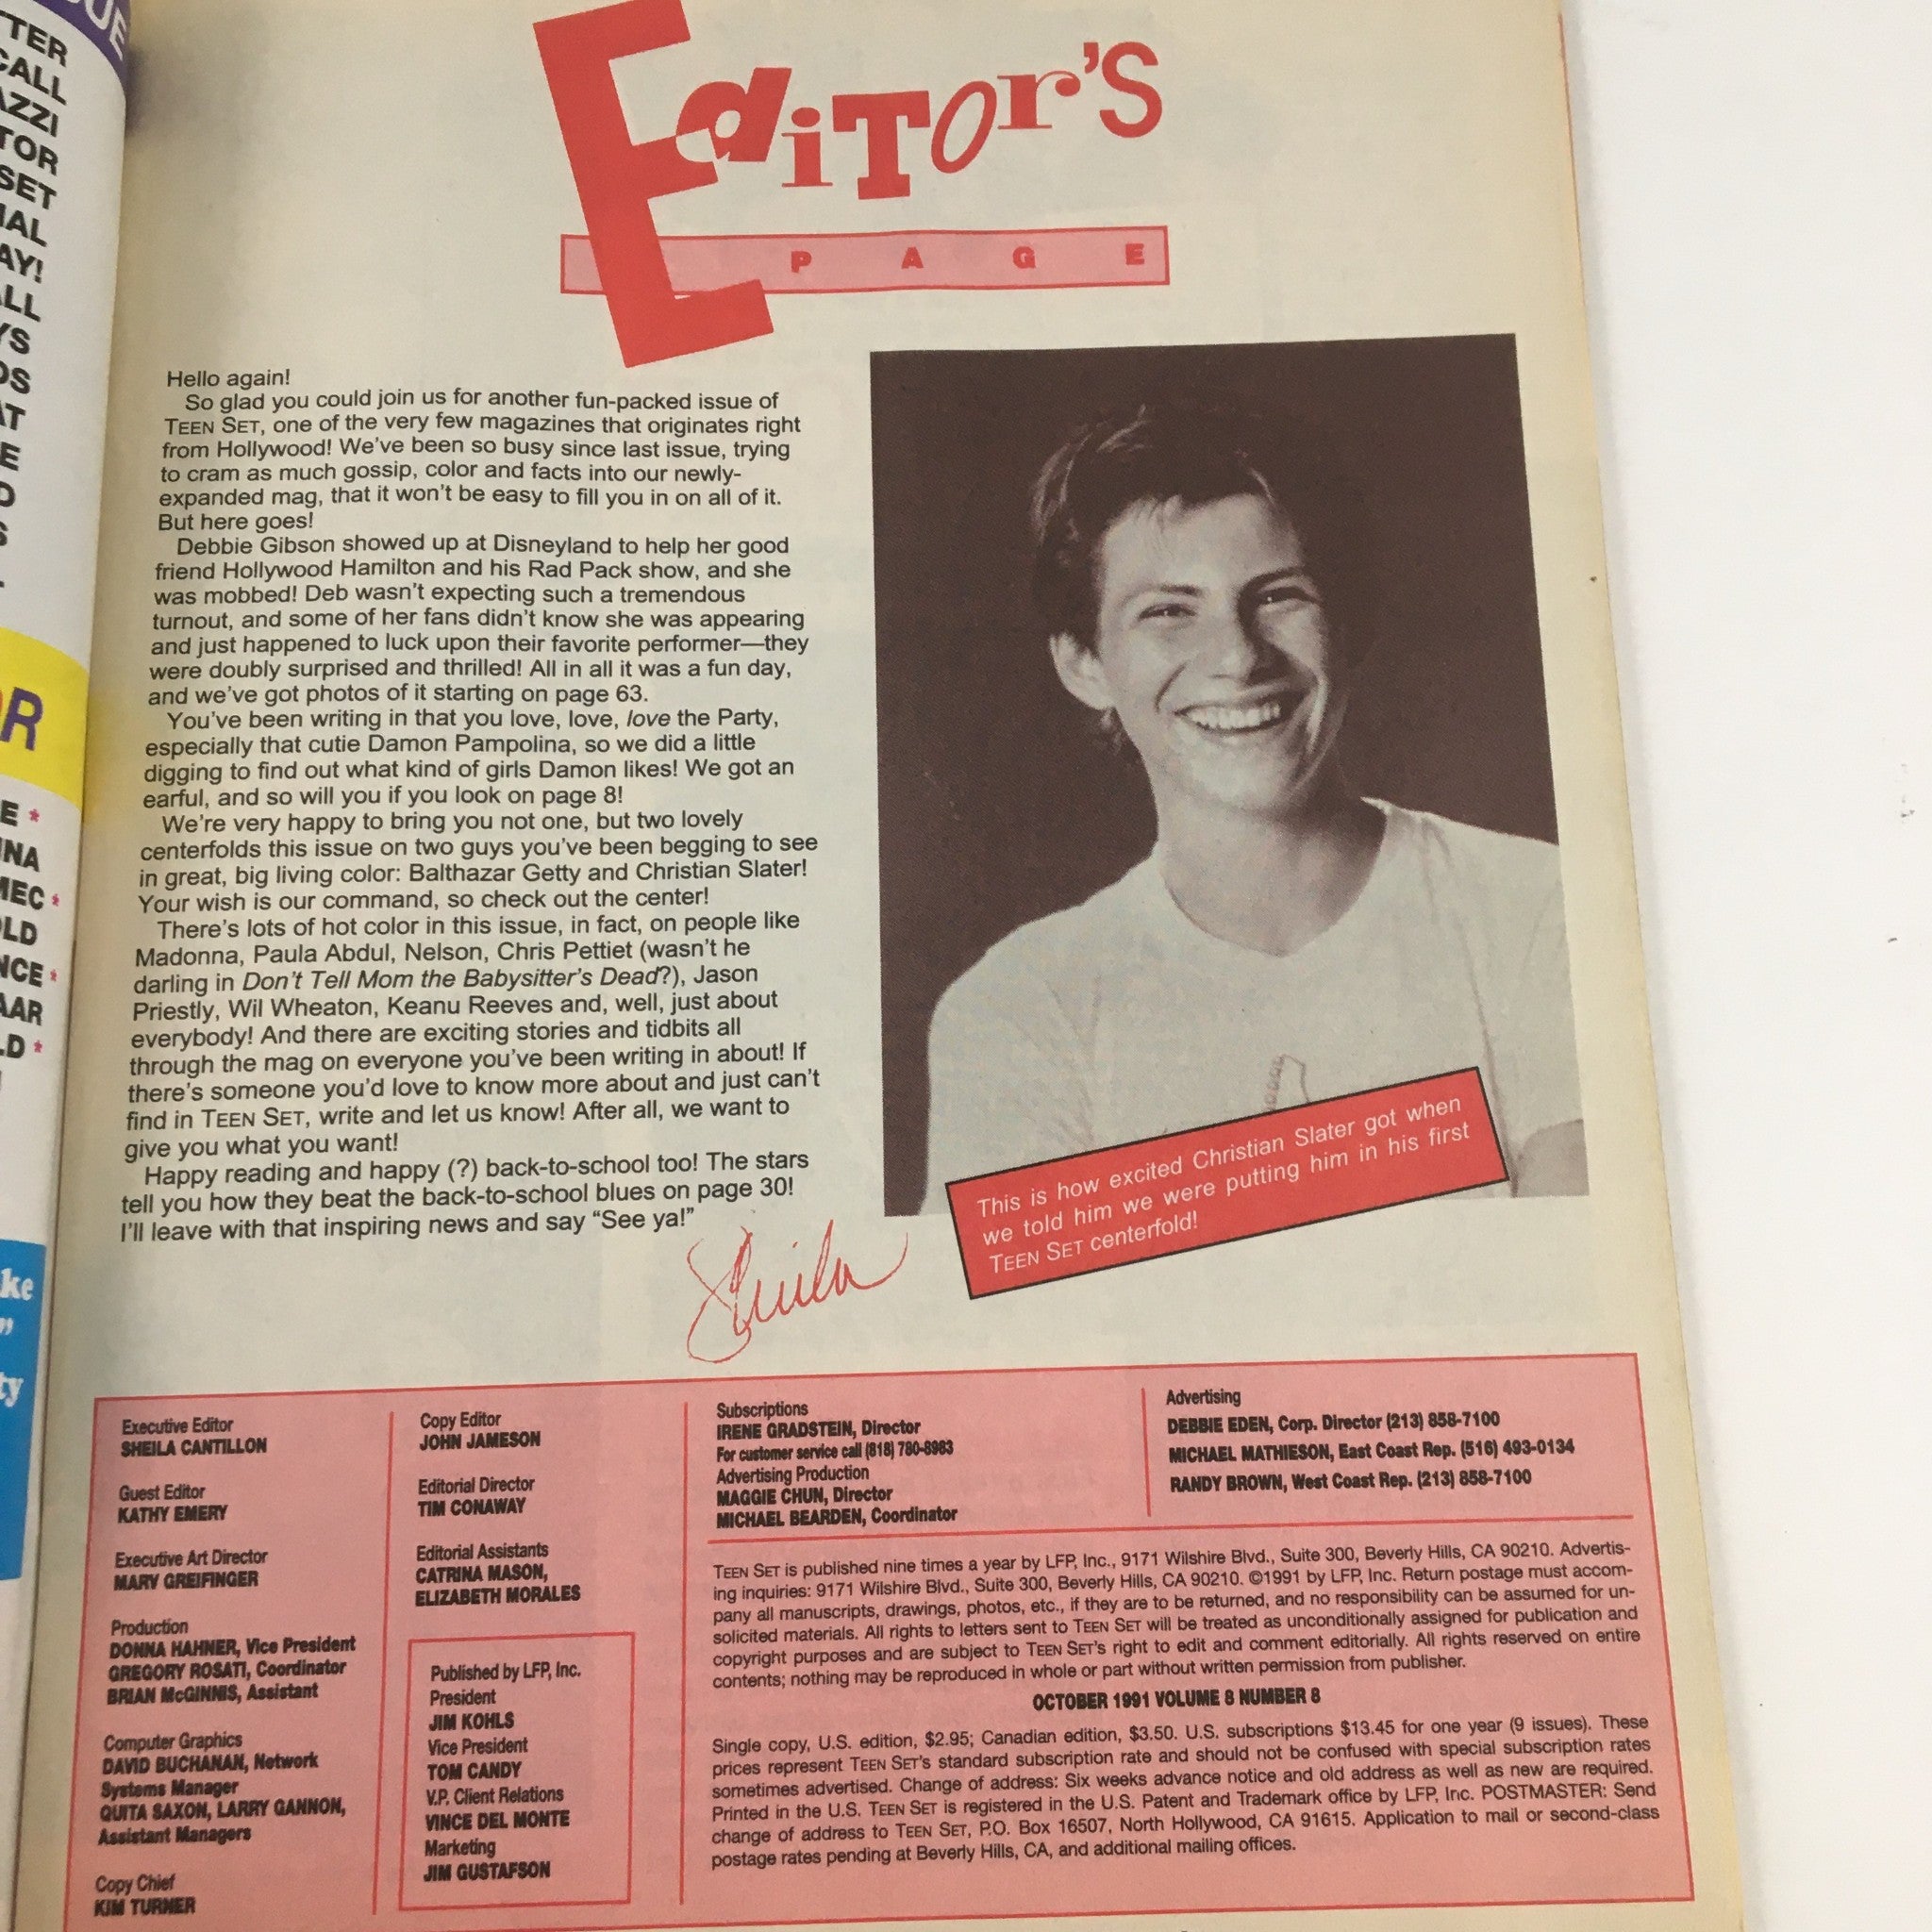 UE
TTER
CALL
AZZI
TOR
SET
IAL
AY!
ALL
YS
OS
AT
E
D
S
OR
E *
INA
MEC *
OLD
NCE *
AAR
LD *
ke
”
ty
EdiTOr’S
PAGE
Hello again!
So glad you could join us for another fun-packed issue of
TEEN SET, one of the very few magazines that originates right
from Hollywood! We’ve been so busy since last issue, trying
to cram as much gossip, color and facts into our newly-
expanded mag, that it won’t be easy to fill you in on all of it.
But here goes!
Debbie Gibson showed up at Disneyland to help her good
friend Hollywood Hamilton and his Rad Pack show, and she
was mobbed! Deb wasn’t expecting such a tremendous
turnout, and some of her fans didn’t know she was appearing
and just happened to luck upon their favorite performer—they
were doubly surprised and thrilled! All in all it was a fun day,
and we’ve got photos of it starting on page 63.
You’ve been writing in that you love, love, love the Party,
especially that cutie Damon Pampolina, so we did a little
digging to find out what kind of girls Damon likes! We got an
earful, and so will you if you look on page 8!
We’re very happy to bring you not one, but two lovely
centerfolds this issue on two guys you’ve been begging to see
in great, big living color: Balthazar Getty and Christian Slater!
Your wish is our command, so check out the center!
There’s lots of hot color in this issue, in fact, on people like
Madonna, Paula Abdul, Nelson, Chris Pettiet (wasn’t he
darling in Don’t Tell Mom the Babysitter’s Dead?), Jason
Priestly, Wil Wheaton, Keanu Reeves and, well, just about
everybody! And there are exciting stories and tidbits all
through the mag on everyone you’ve been writing in about! If
there’s someone you’d love to know more about and just can’t
find in TEEN SET, write and let us know! After all, we want to
give you what you want!
Happy reading and happy (?) back-to-school too! The stars
tell you how they beat the back-to-school blues on page 30!
I’ll leave with that inspiring news and say “See ya!”
Sheila
This is how excited Christian Slater got when
we told him we were putting him in his first
TEEN SET centerfold!
Executive Editor
SHEILA CANTILLON
Guest Editor
KATHY EMERY
Executive Art Director
MARY GREIFINGER
Production
DONNA HAHNER, Vice President
GREGORY ROSATI, Coordinator
BRIAN McGINNIS, Assistant
Computer Graphics
DAVID BUCHANAN, Network
Systems Manager
QUITA SAXON, LARRY GANNON,
Assistant Managers
Copy Chief
KIM TURNER
Copy Editor
JOHN JAMESON
Editorial Director
TIM CONAWAY
Editorial Assistants
CATRINA MASON,
ELIZABETH MORALES
Published by LFP, Inc.
President
JIM KOHLS
Vice President
TOM CANDY
V.P. Client Relations
VINCE DEL MONTE
Marketing
JIM GUSTAFSON
Subscriptions
IRENE GRADSTEIN, Director
For customer service call (818) 780-8983
Advertising Production
MAGGIE CHUN, Director
MICHAEL BEARDEN, Coordinator
Advertising
DEBBIE EDEN, Corp. Director (213) 858-7100
MICHAEL MATHIESON, East Coast Rep. (516) 493-0134
RANDY BROWN, West Coast Rep. (213) 858-7100
TEEN SET is published nine times a year by LFP, Inc., 9171 Wilshire Blvd., Suite 300, Beverly Hills, CA 90210. Advertis-
ing inquiries: 9171 Wilshire Blvd., Suite 300, Beverly Hills, CA 90210. ©1991 by LFP, Inc. Return postage must accom-
pany all manuscripts, drawings, photos, etc., if they are to be returned, and no responsibility can be assumed for un-
solicited materials. All rights to letters sent to TEEN SET will be treated as unconditionally assigned for publication and
copyright purposes and are subject to TEEN SET’s right to edit and comment editorially. All rights reserved on entire
contents; nothing may be reproduced in whole or part without written permission from publisher.
OCTOBER 1991 VOLUME 8 NUMBER 8
Single copy, U.S. edition, $2.95; Canadian edition, $3.50. U.S. subscriptions $13.45 for one year (9 issues). These
prices represent TEEN SET’s standard subscription rate and should not be confused with special subscription rates
sometimes advertised. Change of address: Six weeks advance notice and old address as well as new are required.
Printed in the U.S. TEEN SET is registered in the U.S. Patent and Trademark office by LFP, Inc. POSTMASTER: Send
change of address to TEEN SET, P.O. Box 16507, North Hollywood, CA 91615. Application to mail or second-class
postage rates pending at Beverly Hills, CA, and additional mailing offices.